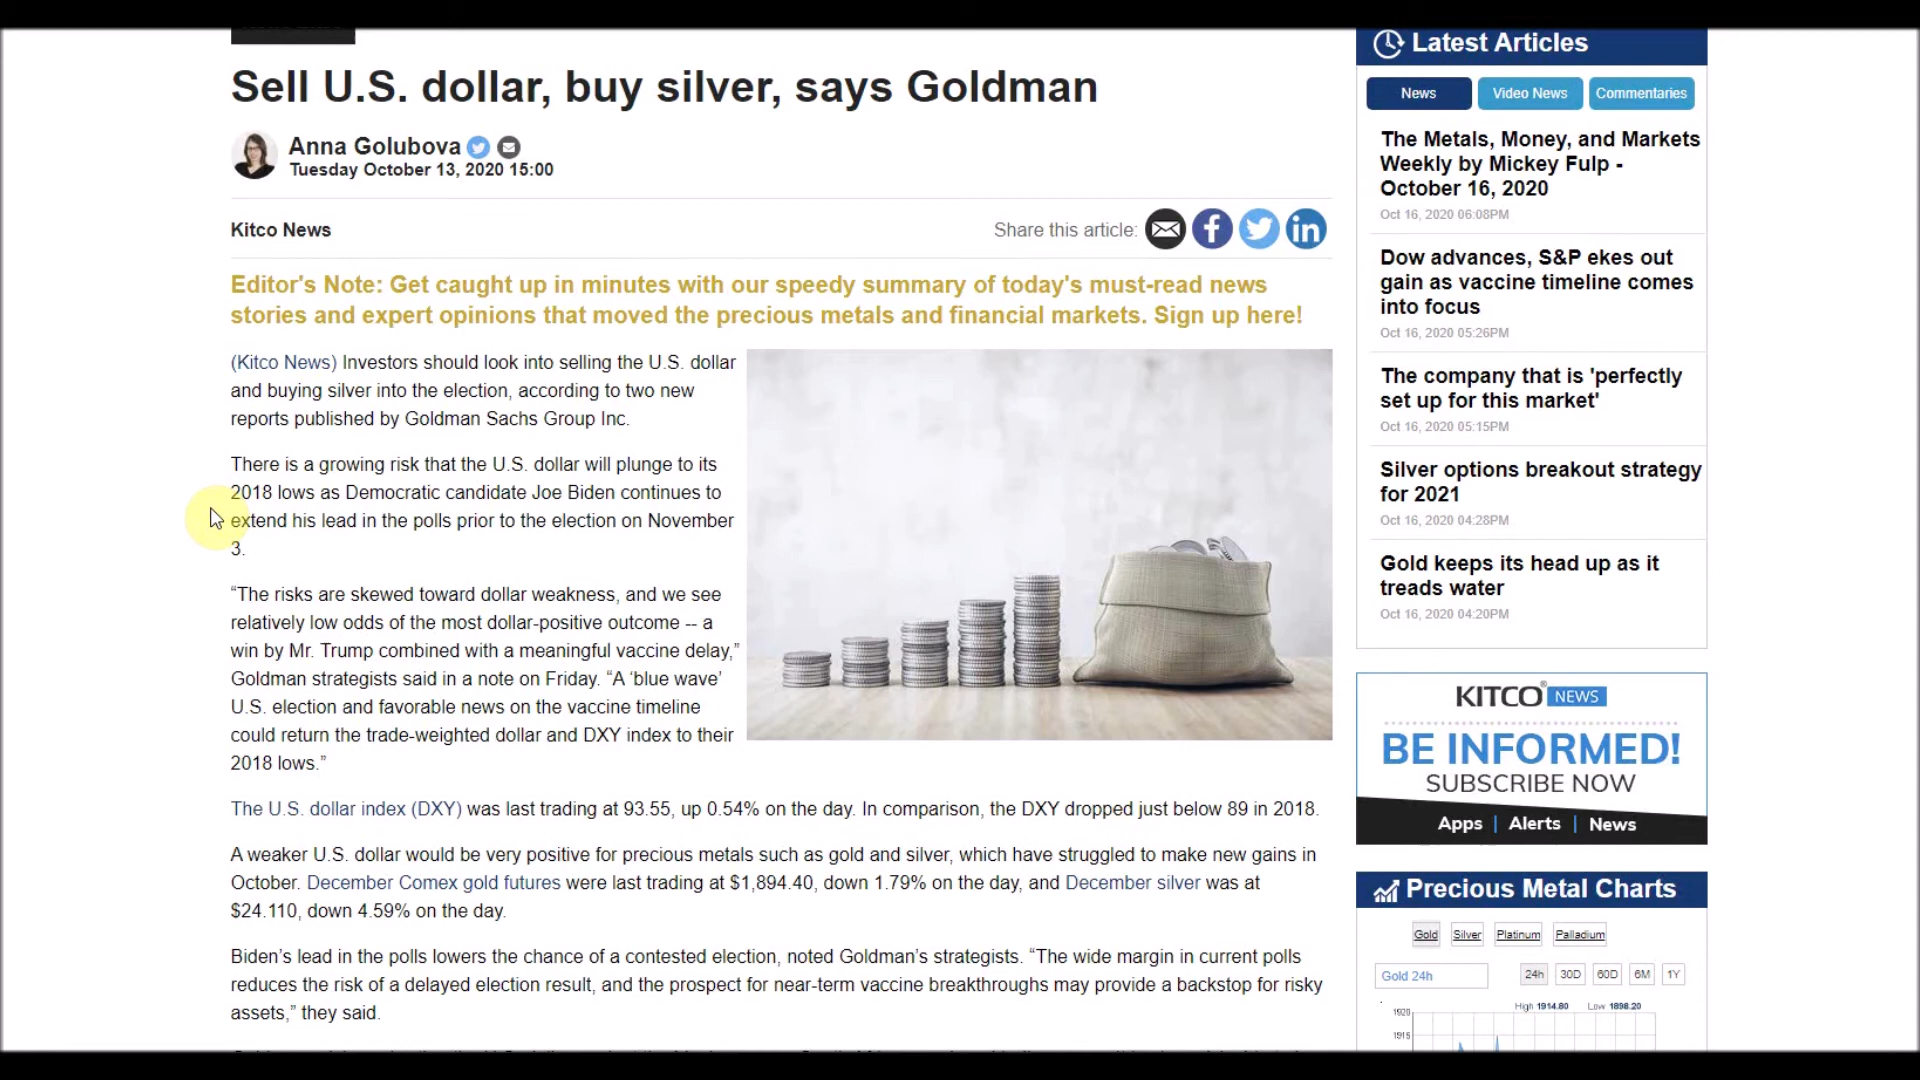 Sell U.S. dollar, buy silver, says Goldman
Anna Golubova
Tuesday October 13, 2020 15:00
Kitco News
Share this article:
Editor's Note: Get caught up in minutes with our speedy summary of today's must-read news
stories and expert opinions that moved the precious metals and financial markets. Sign up here!
(Kitco News) Investors should look into selling the U.S. dollar
and buying silver into the election, according to two new
reports published by Goldman Sachs Group Inc.
There is a growing risk that the U.S. dollar will plunge to its
2018 lows as Democratic candidate Joe Biden continues to
extend his lead in the polls prior to the election on November
3.
“The risks are skewed toward dollar weakness, and we see
relatively low odds of the most dollar-positive outcome -- a
win by Mr. Trump combined with a meaningful vaccine delay,”
Goldman strategists said in a note on Friday. “A ‘blue wave’
U.S. election and favorable news on the vaccine timeline
could return the trade-weighted dollar and DXY index to their
2018 lows.”
The U.S. dollar index (DXY) was last trading at 93.55, up 0.54% on the day. In comparison, the DXY dropped just below 89 in 2018.
A weaker U.S. dollar would be very positive for precious metals such as gold and silver, which have struggled to make new gains in
October. December Comex gold futures were last trading at $1,894.40, down 1.79% on the day, and December silver was at
$24.110, down 4.59% on the day.
Biden’s lead in the polls lowers the chance of a contested election, noted Goldman’s strategists. “The wide margin in current polls
reduces the risk of a delayed election result, and the prospect for near-term vaccine breakthroughs may provide a backstop for risky
assets,” they said.
Latest Articles
News
Video News
Commentaries
The Metals, Money, and Markets
Weekly by Mickey Fulp -
October 16, 2020
Oct 16, 2020 06:08PM
Dow advances, S&P ekes out
gain as vaccine timeline comes
into focus
Oct 16, 2020 05:26PM
The company that is 'perfectly
set up for this market'
Oct 16, 2020 05:15PM
Silver options breakout strategy
for 2021
Oct 16, 2020 04:28PM
Gold keeps its head up as it
treads water
Oct 16, 2020 04:20PM
KITCO® NEWS
BE INFORMED!
SUBSCRIBE NOW
Apps | Alerts | News
Precious Metal Charts
Gold Silver Platinum Palladium
Gold 24h
24h 30D 60D 6M 1Y
High 1914.80 Low 1898.20
1920
1915